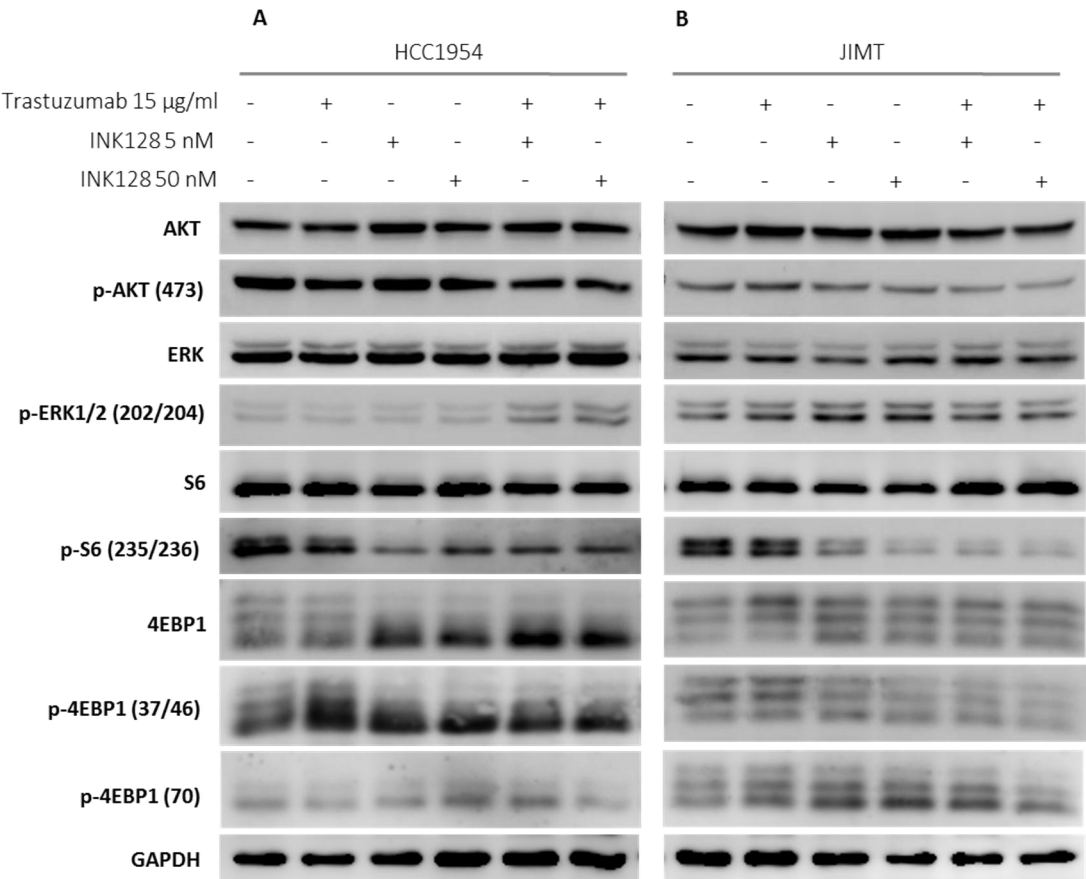 A B
HCC1954 JIMT
Trastuzumab 15 µg/ml - + - - + + - + - - + +
INK128 5 nM - - + - + - - - + - + -
INK128 50 nM - - - + - + - - - + - +
AKT
p-AKT (473)
ERK
p-ERK1/2 (202/204)
S6
p-S6 (235/236)
4EBP1
p-4EBP1 (37/46)
p-4EBP1 (70)
GAPDH